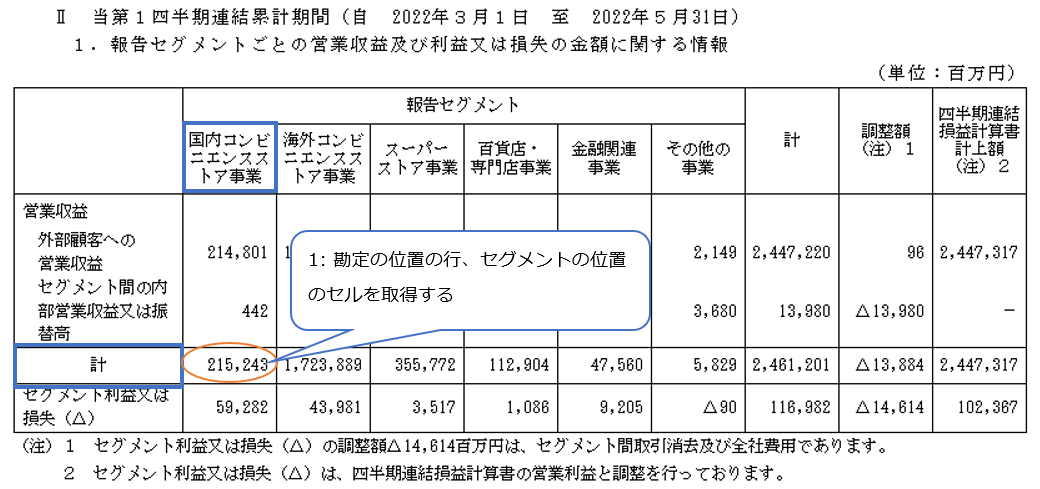 Ⅱ 当第１四半期連結累計期間（自 2022年３月１日 至 2022年５月31日）
１．報告セグメントごとの営業収益及び利益又は損失の金額に関する情報
（単位：百万円）
報告セグメント
国内コンビ
ニエンスス
トア事業
海外コンビ
ニエンスス
トア事業
スーパー
ストア事業
百貨店・
専門店事業
金融関連
事業
その他の
事業
計
調整額
（注）１
四半期連結
損益計算書
計上額
（注）２
営業収益
外部顧客への
営業収益
214,801 1 2,149 2,447,220 96 2,447,317
セグメント間の内
部営業収益又は振
替高
442 3,680 13,980 △13,980 －
1: 勘定の位置の行、セグメントの位置
のセルを取得する
計 215,243 1,723,889 355,772 112,904 47,560 5,829 2,461,201 △13,884 2,447,317
セグメント利益又は
損失（△）
59,282 43,981 3,517 1,086 9,205 △90 116,982 △14,614 102,367
（注）１ セグメント利益又は損失（△）の調整額△14,614百万円は、セグメント間取引消去及び全社費用であります。
２ セグメント利益又は損失（△）は、四半期連結損益計算書の営業利益と調整を行っております。